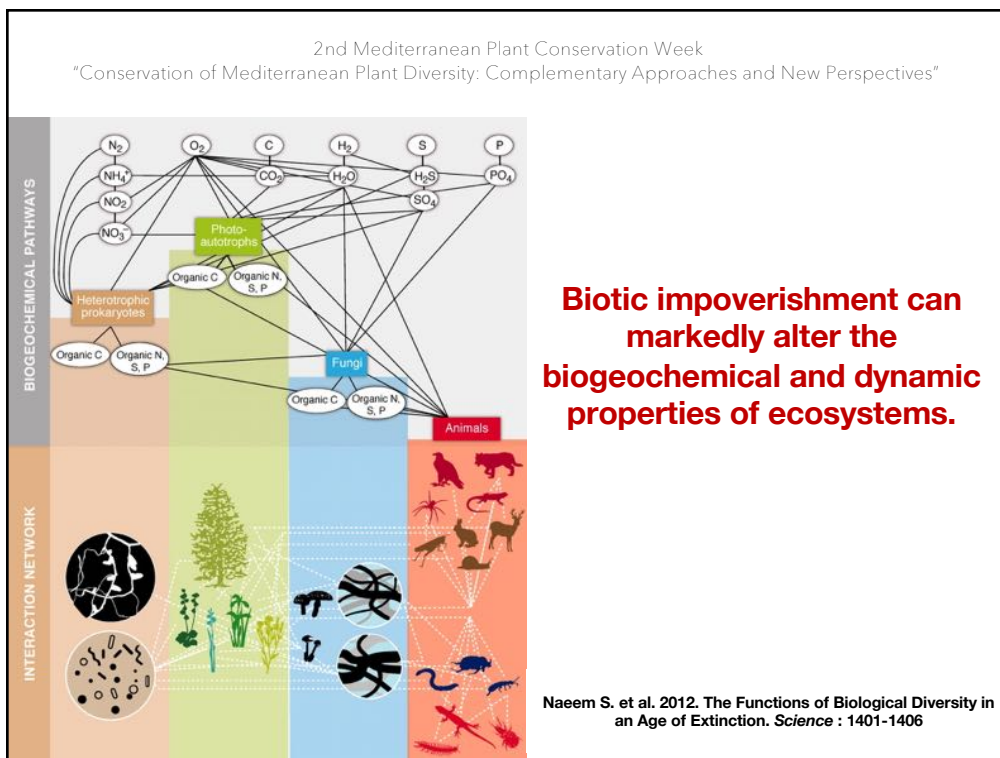 2nd Mediterranean Plant Conservation Week
"Conservation of Mediterranean Plant Diversity: Complementary Approaches and New Perspectives"
BIOGEOCHEMICAL PATHWAYS
N₂
O₂
C
H₂
S
P
NH₄⁺
CO₂
H₂O
H₂S
PO₄
NO₂
SO₄
NO₃⁻
Photo-
autotrophs
Organic C
Organic N,
S, P
Heterotrophic
prokaryotes
Organic C
Organic N,
S, P
Fungi
Organic C
Organic N,
S, P
Animals
INTERACTION NETWORK
Biotic impoverishment can
markedly alter the
biogeochemical and dynamic
properties of ecosystems.
Naeem S. et al. 2012. The Functions of Biological Diversity in
an Age of Extinction. Science : 1401-1406